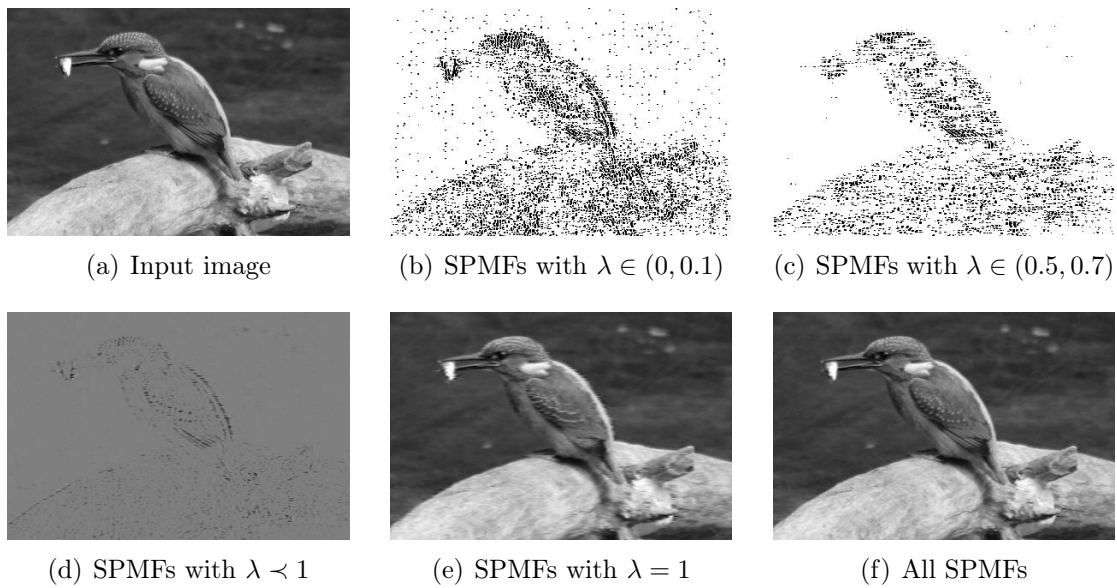 (a) Input image
(b) SPMFs with λ ∈ (0, 0.1)
(c) SPMFs with λ ∈ (0.5, 0.7)
(d) SPMFs with λ ≺ 1
(e) SPMFs with λ = 1
(f) All SPMFs